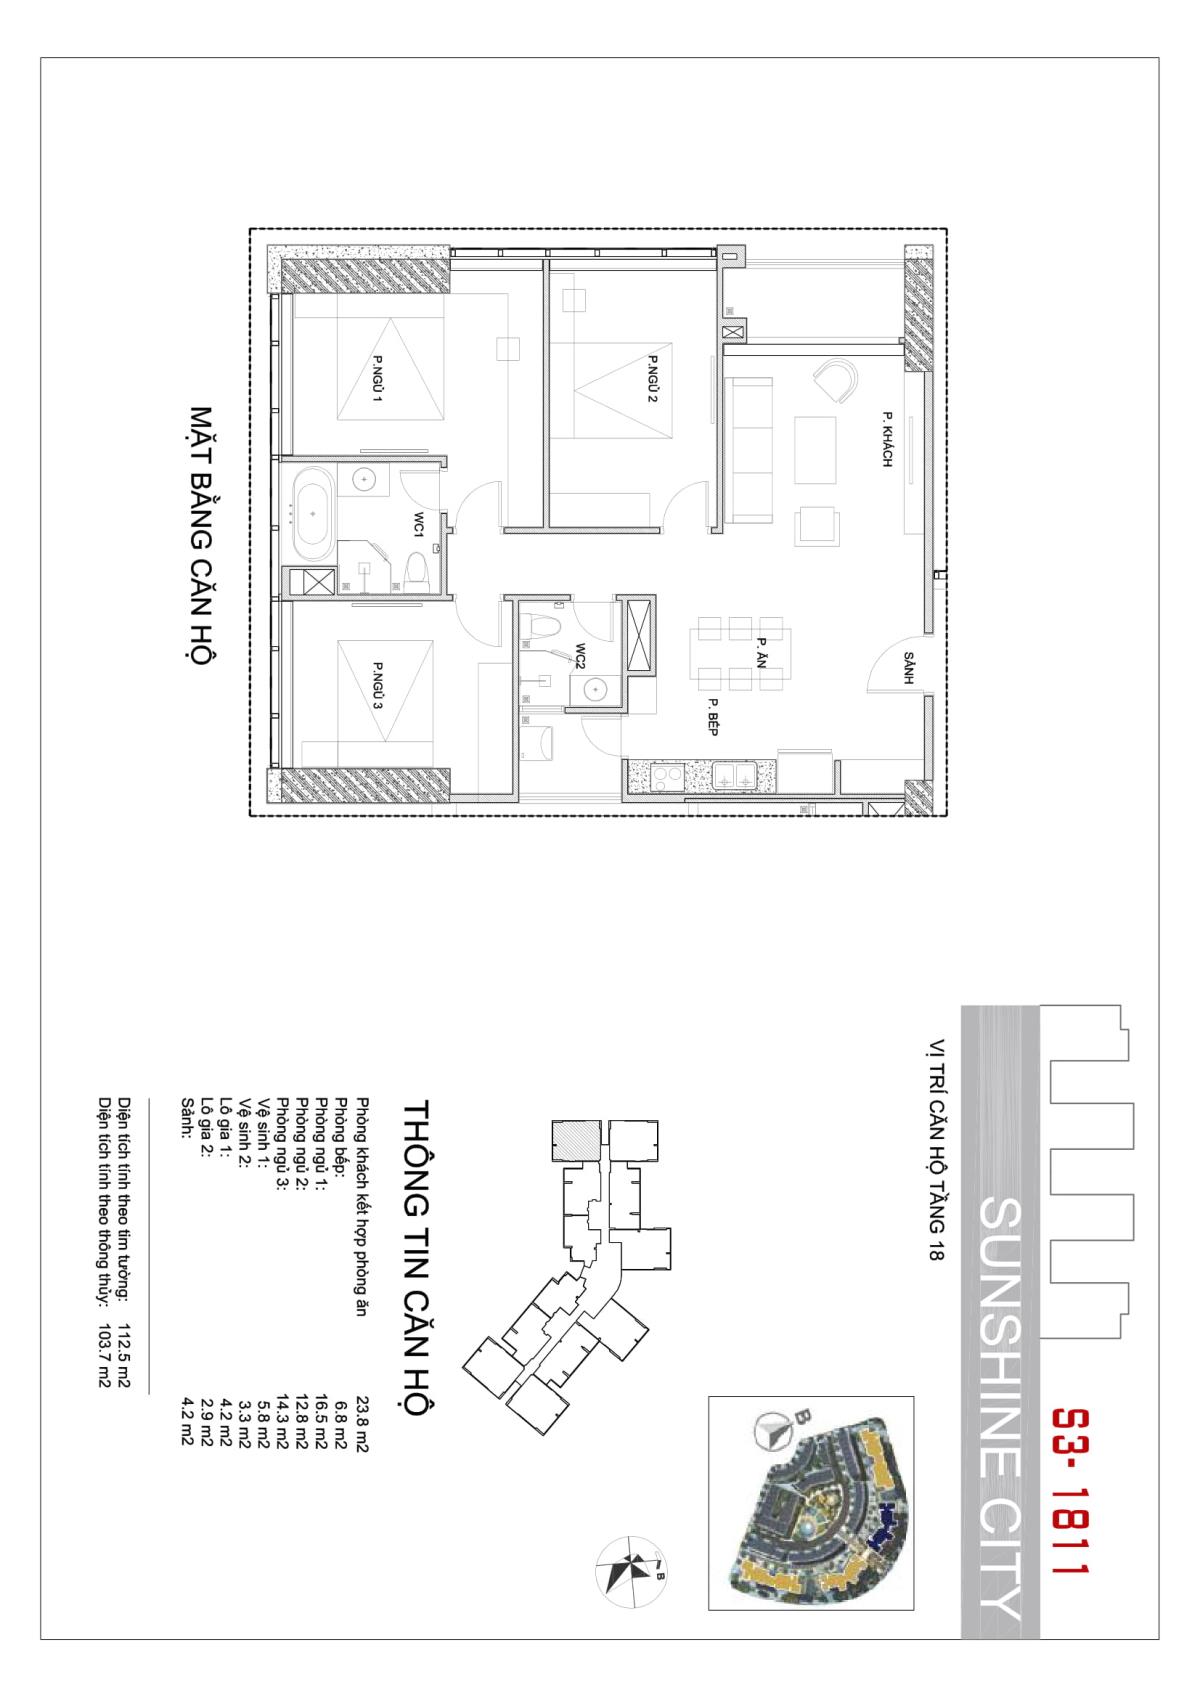 SUNSHINE CITY
S3- 1811
VỊ TRÍ CĂN HỘ TẦNG 18
SẢNH
P. KHÁCH
P. ĂN
P. BẾP
P.NGỦ 2
WC2
WC1
P.NGỦ 1
P.NGỦ 3
MẶT BẰNG CĂN HỘ
B
B
THÔNG TIN CĂN HỘ
Phòng khách kết hợp phòng ăn 23.8 m2
Phòng bếp: 6.8 m2
Phòng ngủ 1: 16.5 m2
Phòng ngủ 2: 12.8 m2
Phòng ngủ 3: 14.3 m2
Vệ sinh 1: 5.8 m2
Vệ sinh 2: 3.3 m2
Lô gia 1: 4.2 m2
Lô gia 2: 2.9 m2
Sảnh: 4.2 m2
Diện tích tính theo tim tường: 112.5 m2
Diện tích tính theo thông thủy: 103.7 m2